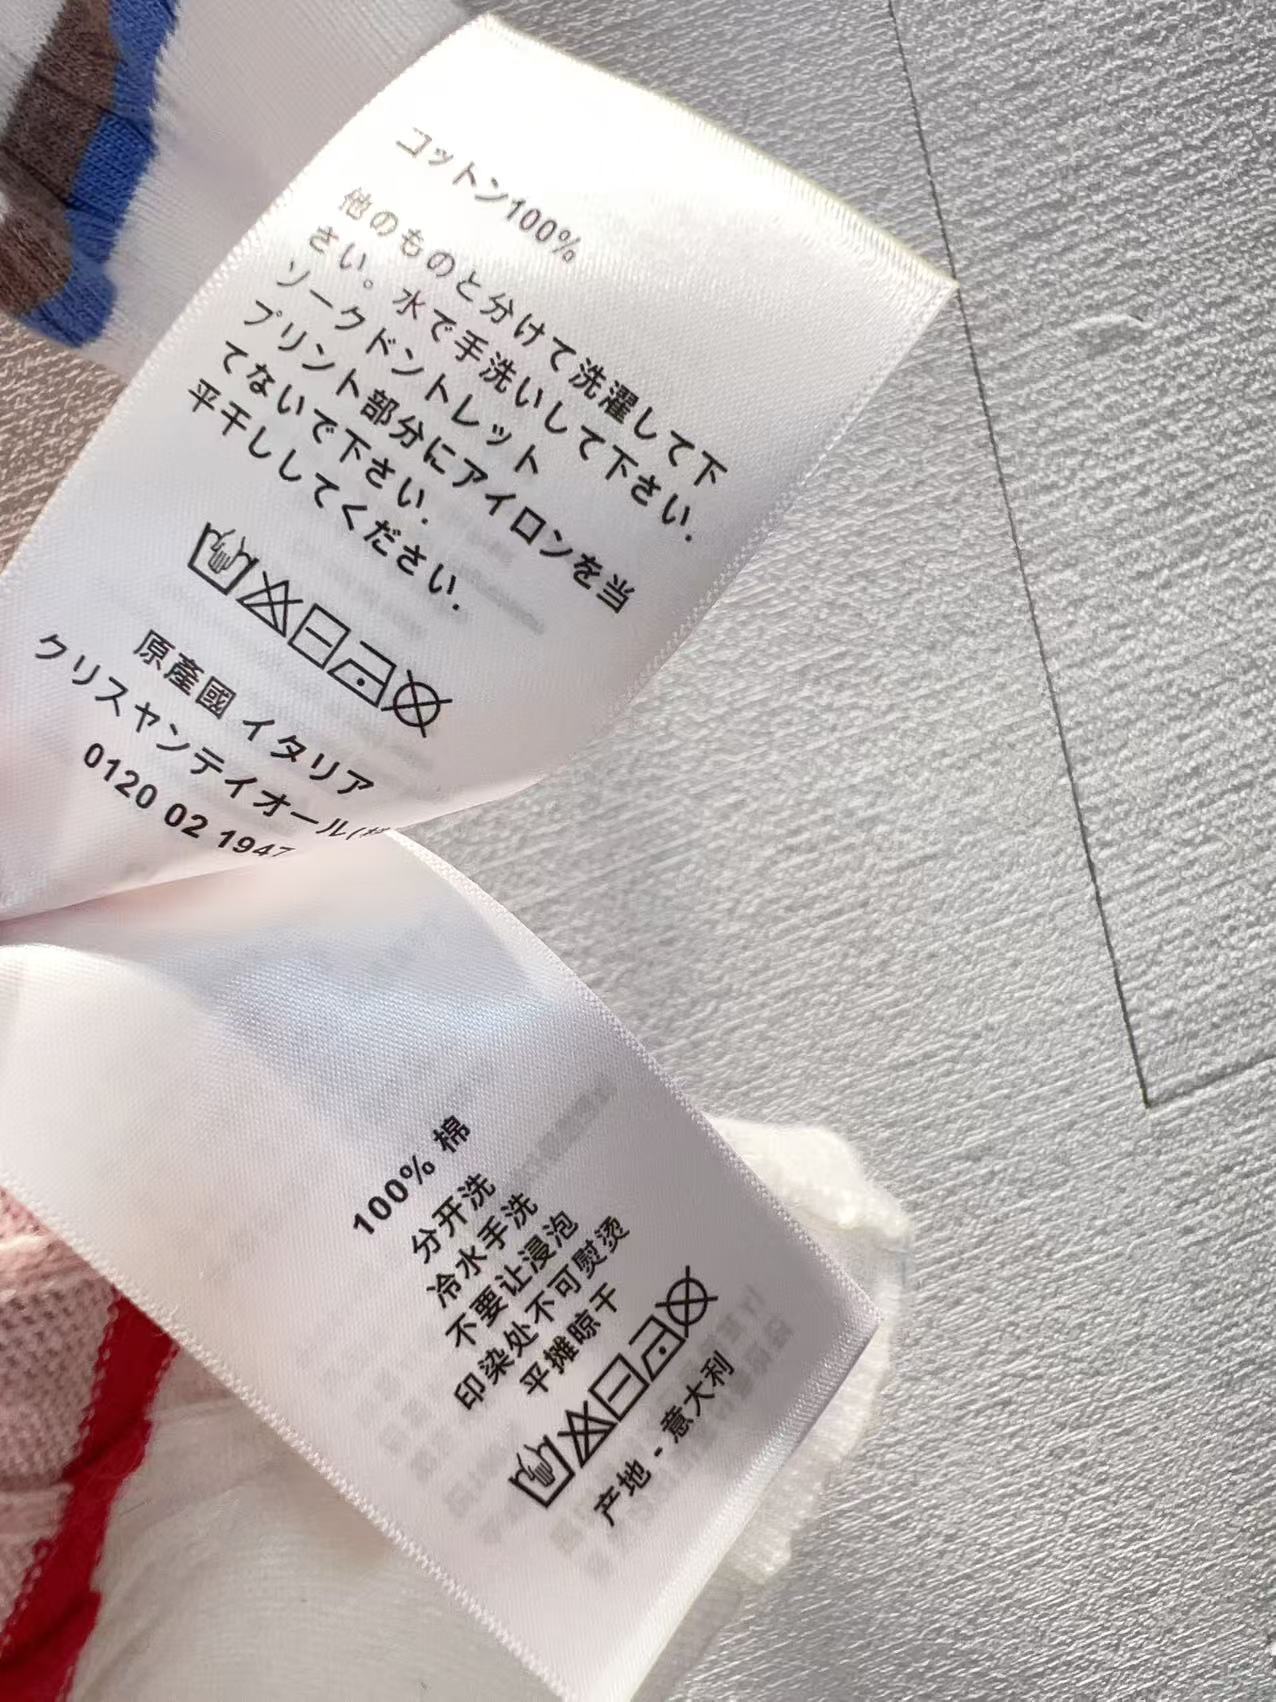 コットン100%
他のものと分けて洗濯して下
さい。水で手洗いして下さい.
ソークドントレット
プリント部分にアイロンを当
てないで下さい.
平干ししてください.
原産國 イタリア
クリスヤンテイオール(
0120 02 1947
100% 棉
分开洗
冷水手洗
不要让浸泡
印染处不可熨烫
平摊晾干
产地 - 意大利